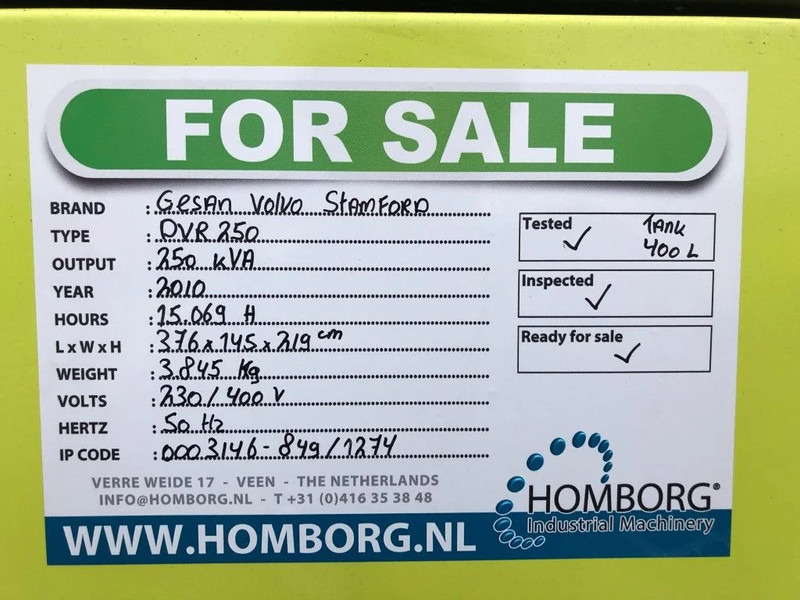 FOR SALE
BRAND : Gesan Volvo Stamford
TYPE : DVR 250
OUTPUT : 250 kVA
YEAR : 2010
HOURS : 15.069 H
L x W x H : 376 x 145 x 219 cm
WEIGHT : 3.845 Kg
VOLTS : 230 / 400 V
HERTZ : 50 Hz
IP CODE : 0003146 - 849 / 1274
Tested ✓ TANK
400 L
Inspected ✓
Ready for sale ✓
VERRE WEIDE 17 - VEEN - THE NETHERLANDS
INFO@HOMBORG.NL - T +31 (0)416 35 38 48
WWW.HOMBORG.NL
HOMBORG®
Industrial Machinery